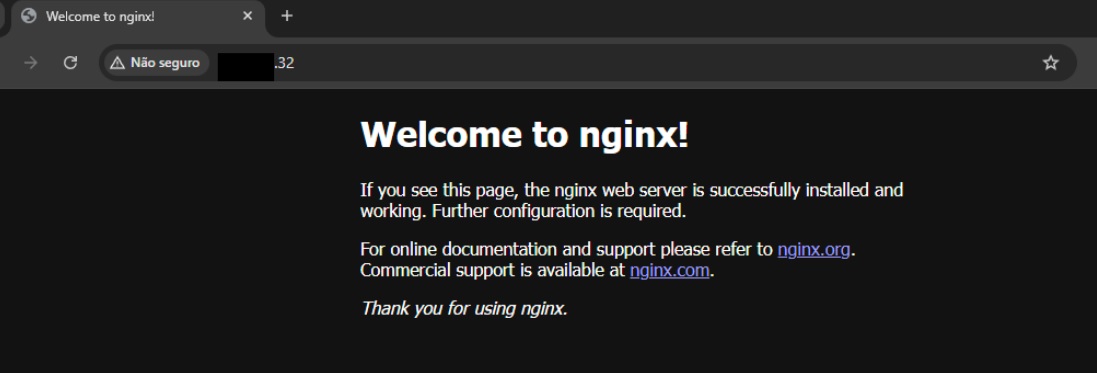 Welcome to nginx!
Não seguro .32
Welcome to nginx!
If you see this page, the nginx web server is successfully installed and
working. Further configuration is required.
For online documentation and support please refer to nginx.org.
Commercial support is available at nginx.com.
Thank you for using nginx.